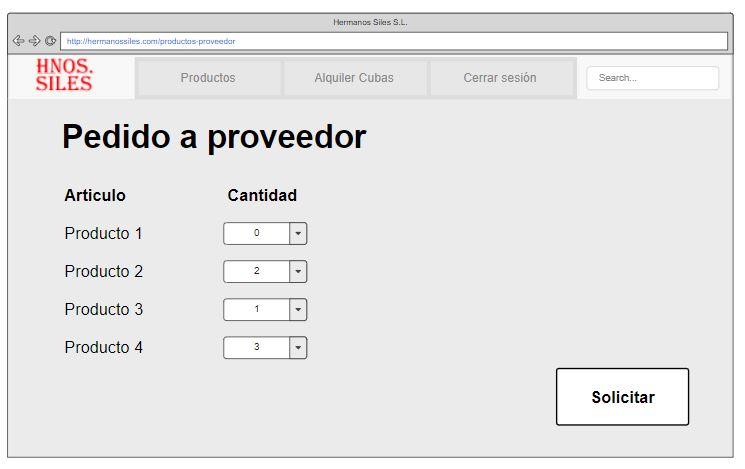 Hermanos Siles S.L.
http://hermanossiles.com/productos-proveedor
HNOS.
SILES
Productos
Alquiler Cubas
Cerrar sesión
Search...
Pedido a proveedor
Articulo Cantidad
Producto 1 0
Producto 2 2
Producto 3 1
Producto 4 3
Solicitar